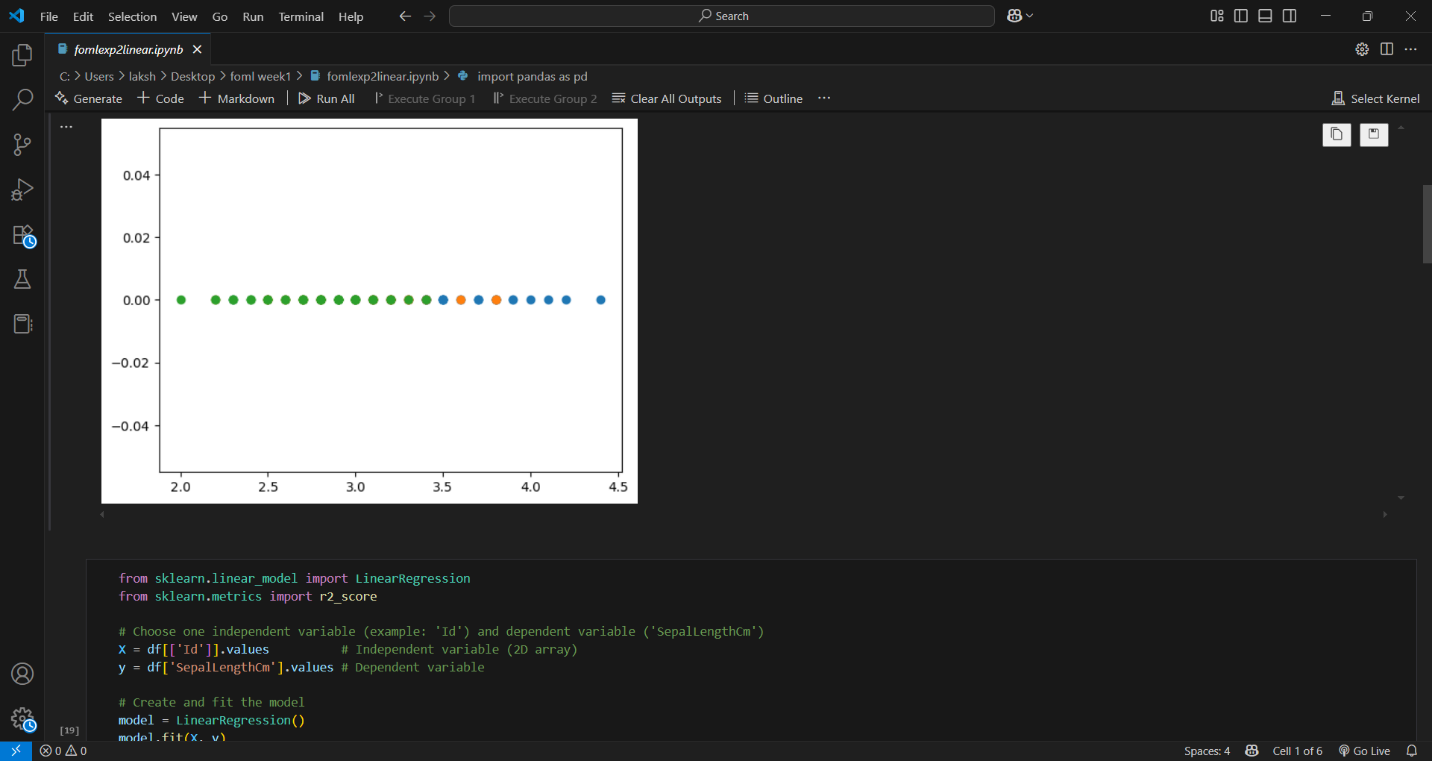 File Edit Selection View Go Run Terminal Help Search
fomlexp2linear.ipynb
C: > Users > laksh > Desktop > foml week1 > fomlexp2linear.ipynb > import pandas as pd
Generate + Code + Markdown Run All Execute Group 1 Execute Group 2 Clear All Outputs Outline ... Select Kernel
...
0.04
0.02
0.00
−0.02
−0.04
2.0 2.5 3.0 3.5 4.0 4.5
from sklearn.linear_model import LinearRegression
from sklearn.metrics import r2_score
# Choose one independent variable (example: 'Id') and dependent variable ('SepalLengthCm')
X = df[['Id']].values # Independent variable (2D array)
y = df['SepalLengthCm'].values # Dependent variable
# Create and fit the model
model = LinearRegression()
[19]
model.fit(X, y)
0 0 Spaces: 4 Cell 1 of 6 Go Live